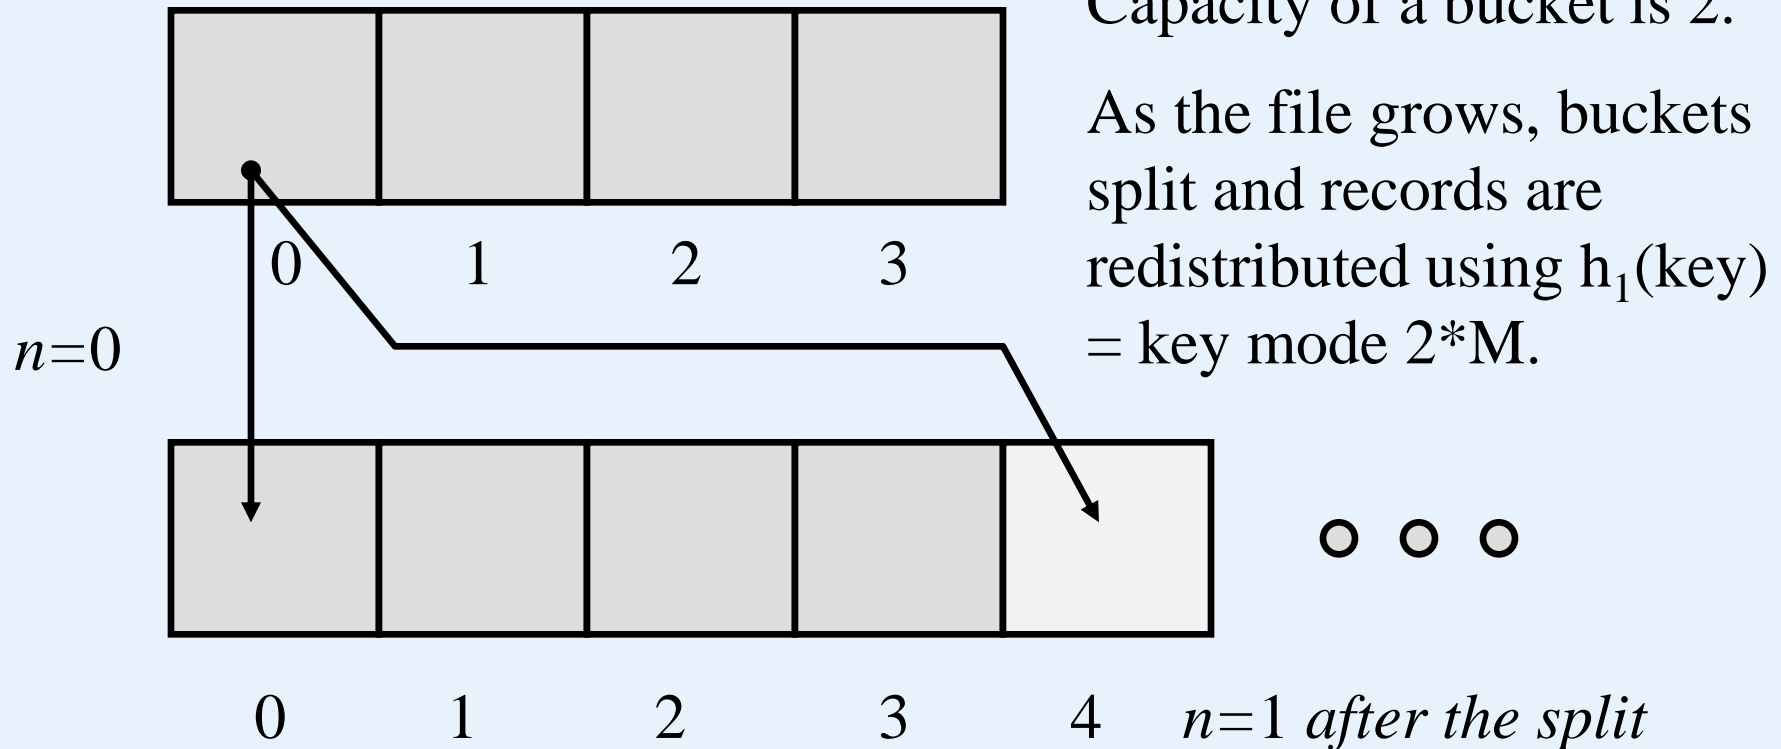 Capacity of a bucket is 2.
As the file grows, buckets
split and records are
redistributed using h₁(key)
= key mode 2*M.
0 1 2 3
n=0
0 1 2 3 4 n=1 after the split